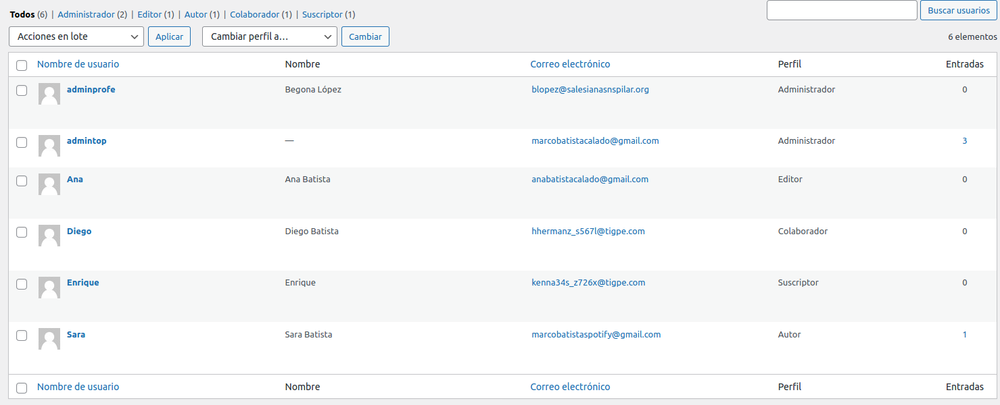 Todos (6) | Administrador (2) | Editor (1) | Autor (1) | Colaborador (1) | Suscriptor (1)
Buscar usuarios
Acciones en lote Aplicar Cambiar perfil a… Cambiar
6 elementos
Nombre de usuario Nombre Correo electrónico Perfil Entradas
adminprofe Begona López blopez@salesianasnspilar.org Administrador 0
admintop — marcobatistacalado@gmail.com Administrador 3
Ana Ana Batista anabatistacalado@gmail.com Editor 0
Diego Diego Batista hhermanz_s567l@tigpe.com Colaborador 0
Enrique Enrique kenna34s_z726x@tigpe.com Suscriptor 0
Sara Sara Batista marcobatistaspotify@gmail.com Autor 1
Nombre de usuario Nombre Correo electrónico Perfil Entradas